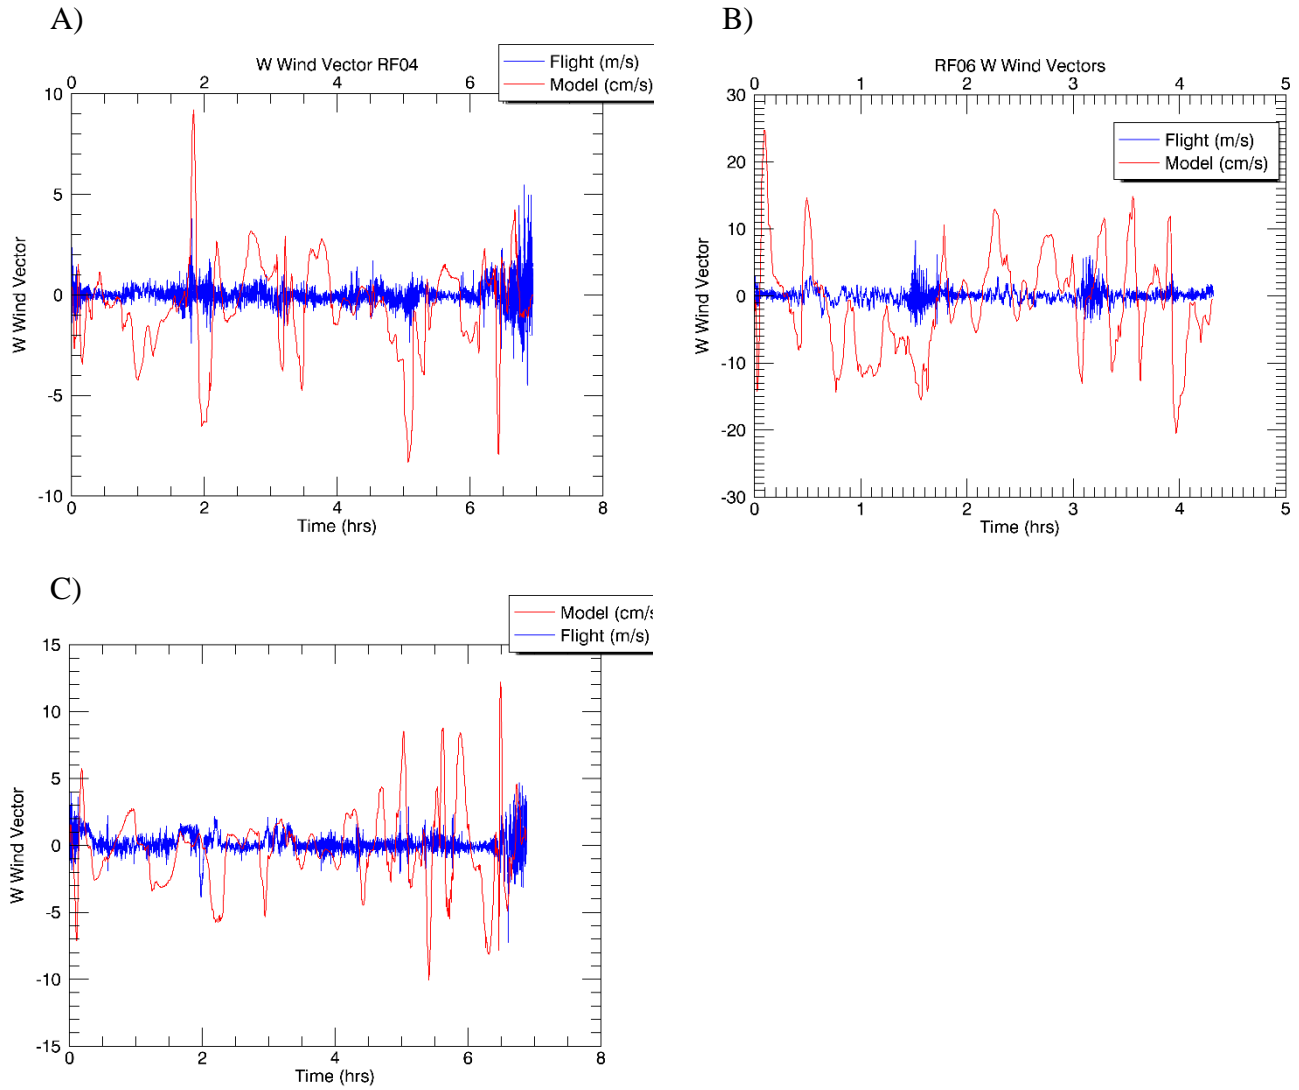 A)
W Wind Vector RF04
Flight (m/s)
Model (cm/s)
0 2 4 6
10
5
0
-5
-10
W Wind Vector
0 2 4 6 8
Time (hrs)
B)
RF06 W Wind Vectors
0 1 2 3 4 5
Flight (m/s)
Model (cm/s)
30
20
10
0
-10
-20
-30
W Wind Vector
0 1 2 3 4 5
Time (hrs)
C)
Model (cm/s
Flight (m/s)
15
10
5
0
-5
-10
-15
W Wind Vector
0 2 4 6 8
Time (hrs)